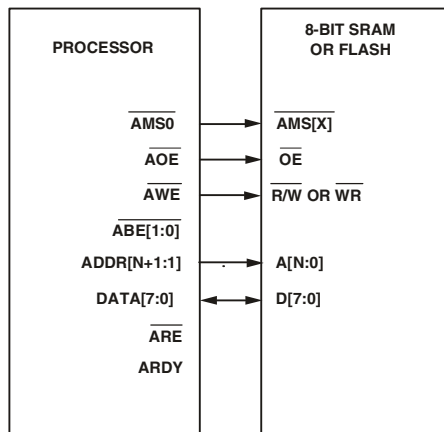 PROCESSOR
8-BIT SRAM
OR FLASH
AMS0
AMS[X]
AOE
OE
AWE
R/W OR WR
ABE[1:0]
ADDR[N+1:1]
A[N:0]
DATA[7:0]
D[7:0]
ARE
ARDY